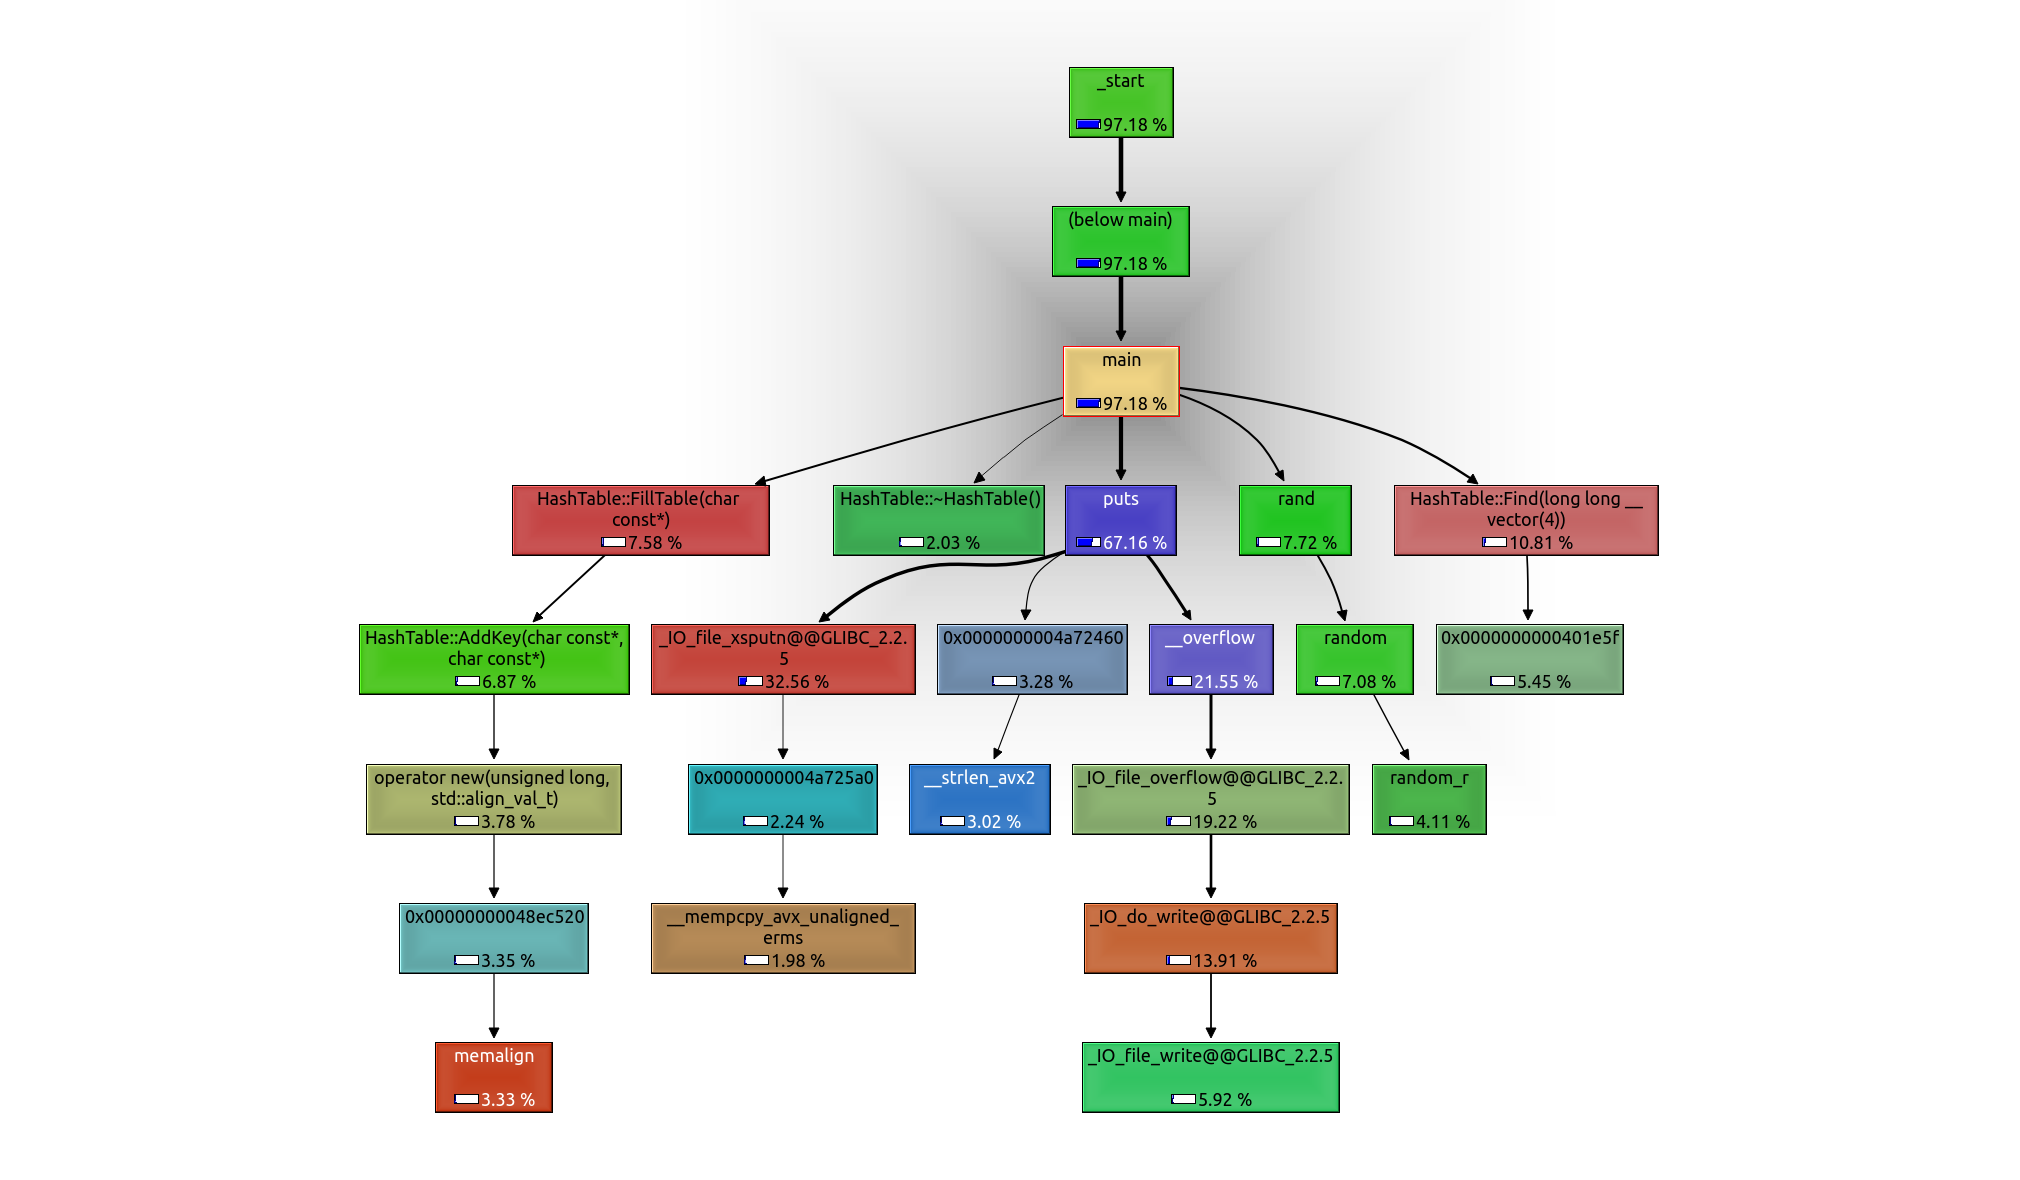 _start
97.18 %
(below main)
97.18 %
main
97.18 %
HashTable::FillTable(char
const*)
7.58 %
HashTable::~HashTable()
2.03 %
puts
67.16 %
rand
7.72 %
HashTable::Find(long long __
vector(4))
10.81 %
HashTable::AddKey(char const*,
char const*)
6.87 %
_IO_file_xsputn@@GLIBC_2.2.
5
32.56 %
0x0000000004a72460
3.28 %
__overflow
21.55 %
random
7.08 %
0x0000000000401e5f
5.45 %
operator new(unsigned long,
std::align_val_t)
3.78 %
0x0000000004a725a0
2.24 %
__strlen_avx2
3.02 %
_IO_file_overflow@@GLIBC_2.2.
5
19.22 %
random_r
4.11 %
0x00000000048ec520
3.35 %
__mempcpy_avx_unaligned_
erms
1.98 %
_IO_do_write@@GLIBC_2.2.5
13.91 %
memalign
3.33 %
_IO_file_write@@GLIBC_2.2.5
5.92 %